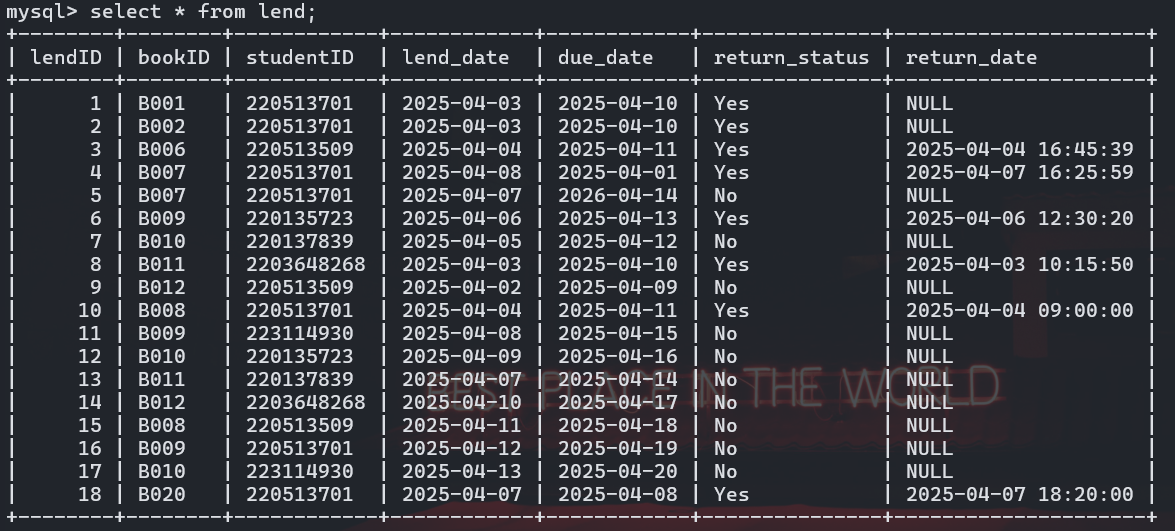 mysql> select * from lend;
+--------+--------+------------+------------+------------+---------------+---------------------+
| lendID | bookID | studentID  | lend_date  | due_date   | return_status | return_date         |
+--------+--------+------------+------------+------------+---------------+---------------------+
|      1 | B001   | 220513701  | 2025-04-03 | 2025-04-10 | Yes           | NULL                |
|      2 | B002   | 220513701  | 2025-04-03 | 2025-04-10 | Yes           | NULL                |
|      3 | B006   | 220513509  | 2025-04-04 | 2025-04-11 | Yes           | 2025-04-04 16:45:39 |
|      4 | B007   | 220513701  | 2025-04-08 | 2025-04-01 | Yes           | 2025-04-07 16:25:59 |
|      5 | B007   | 220513701  | 2025-04-07 | 2026-04-14 | No            | NULL                |
|      6 | B009   | 220135723  | 2025-04-06 | 2025-04-13 | Yes           | 2025-04-06 12:30:20 |
|      7 | B010   | 220137839  | 2025-04-05 | 2025-04-12 | No            | NULL                |
|      8 | B011   | 2203648268 | 2025-04-03 | 2025-04-10 | Yes           | 2025-04-03 10:15:50 |
|      9 | B012   | 220513509  | 2025-04-02 | 2025-04-09 | No            | NULL                |
|     10 | B008   | 220513701  | 2025-04-04 | 2025-04-11 | Yes           | 2025-04-04 09:00:00 |
|     11 | B009   | 223114930  | 2025-04-08 | 2025-04-15 | No            | NULL                |
|     12 | B010   | 220135723  | 2025-04-09 | 2025-04-16 | No            | NULL                |
|     13 | B011   | 220137839  | 2025-04-07 | 2025-04-14 | No            | NULL                |
|     14 | B012   | 2203648268 | 2025-04-10 | 2025-04-17 | No            | NULL                |
|     15 | B008   | 220513509  | 2025-04-11 | 2025-04-18 | No            | NULL                |
|     16 | B009   | 220513701  | 2025-04-12 | 2025-04-19 | No            | NULL                |
|     17 | B010   | 223114930  | 2025-04-13 | 2025-04-20 | No            | NULL                |
|     18 | B020   | 220513701  | 2025-04-07 | 2025-04-08 | Yes           | 2025-04-07 18:20:00 |
+--------+--------+------------+------------+------------+---------------+---------------------+
BEST PLACE IN THE WORLD